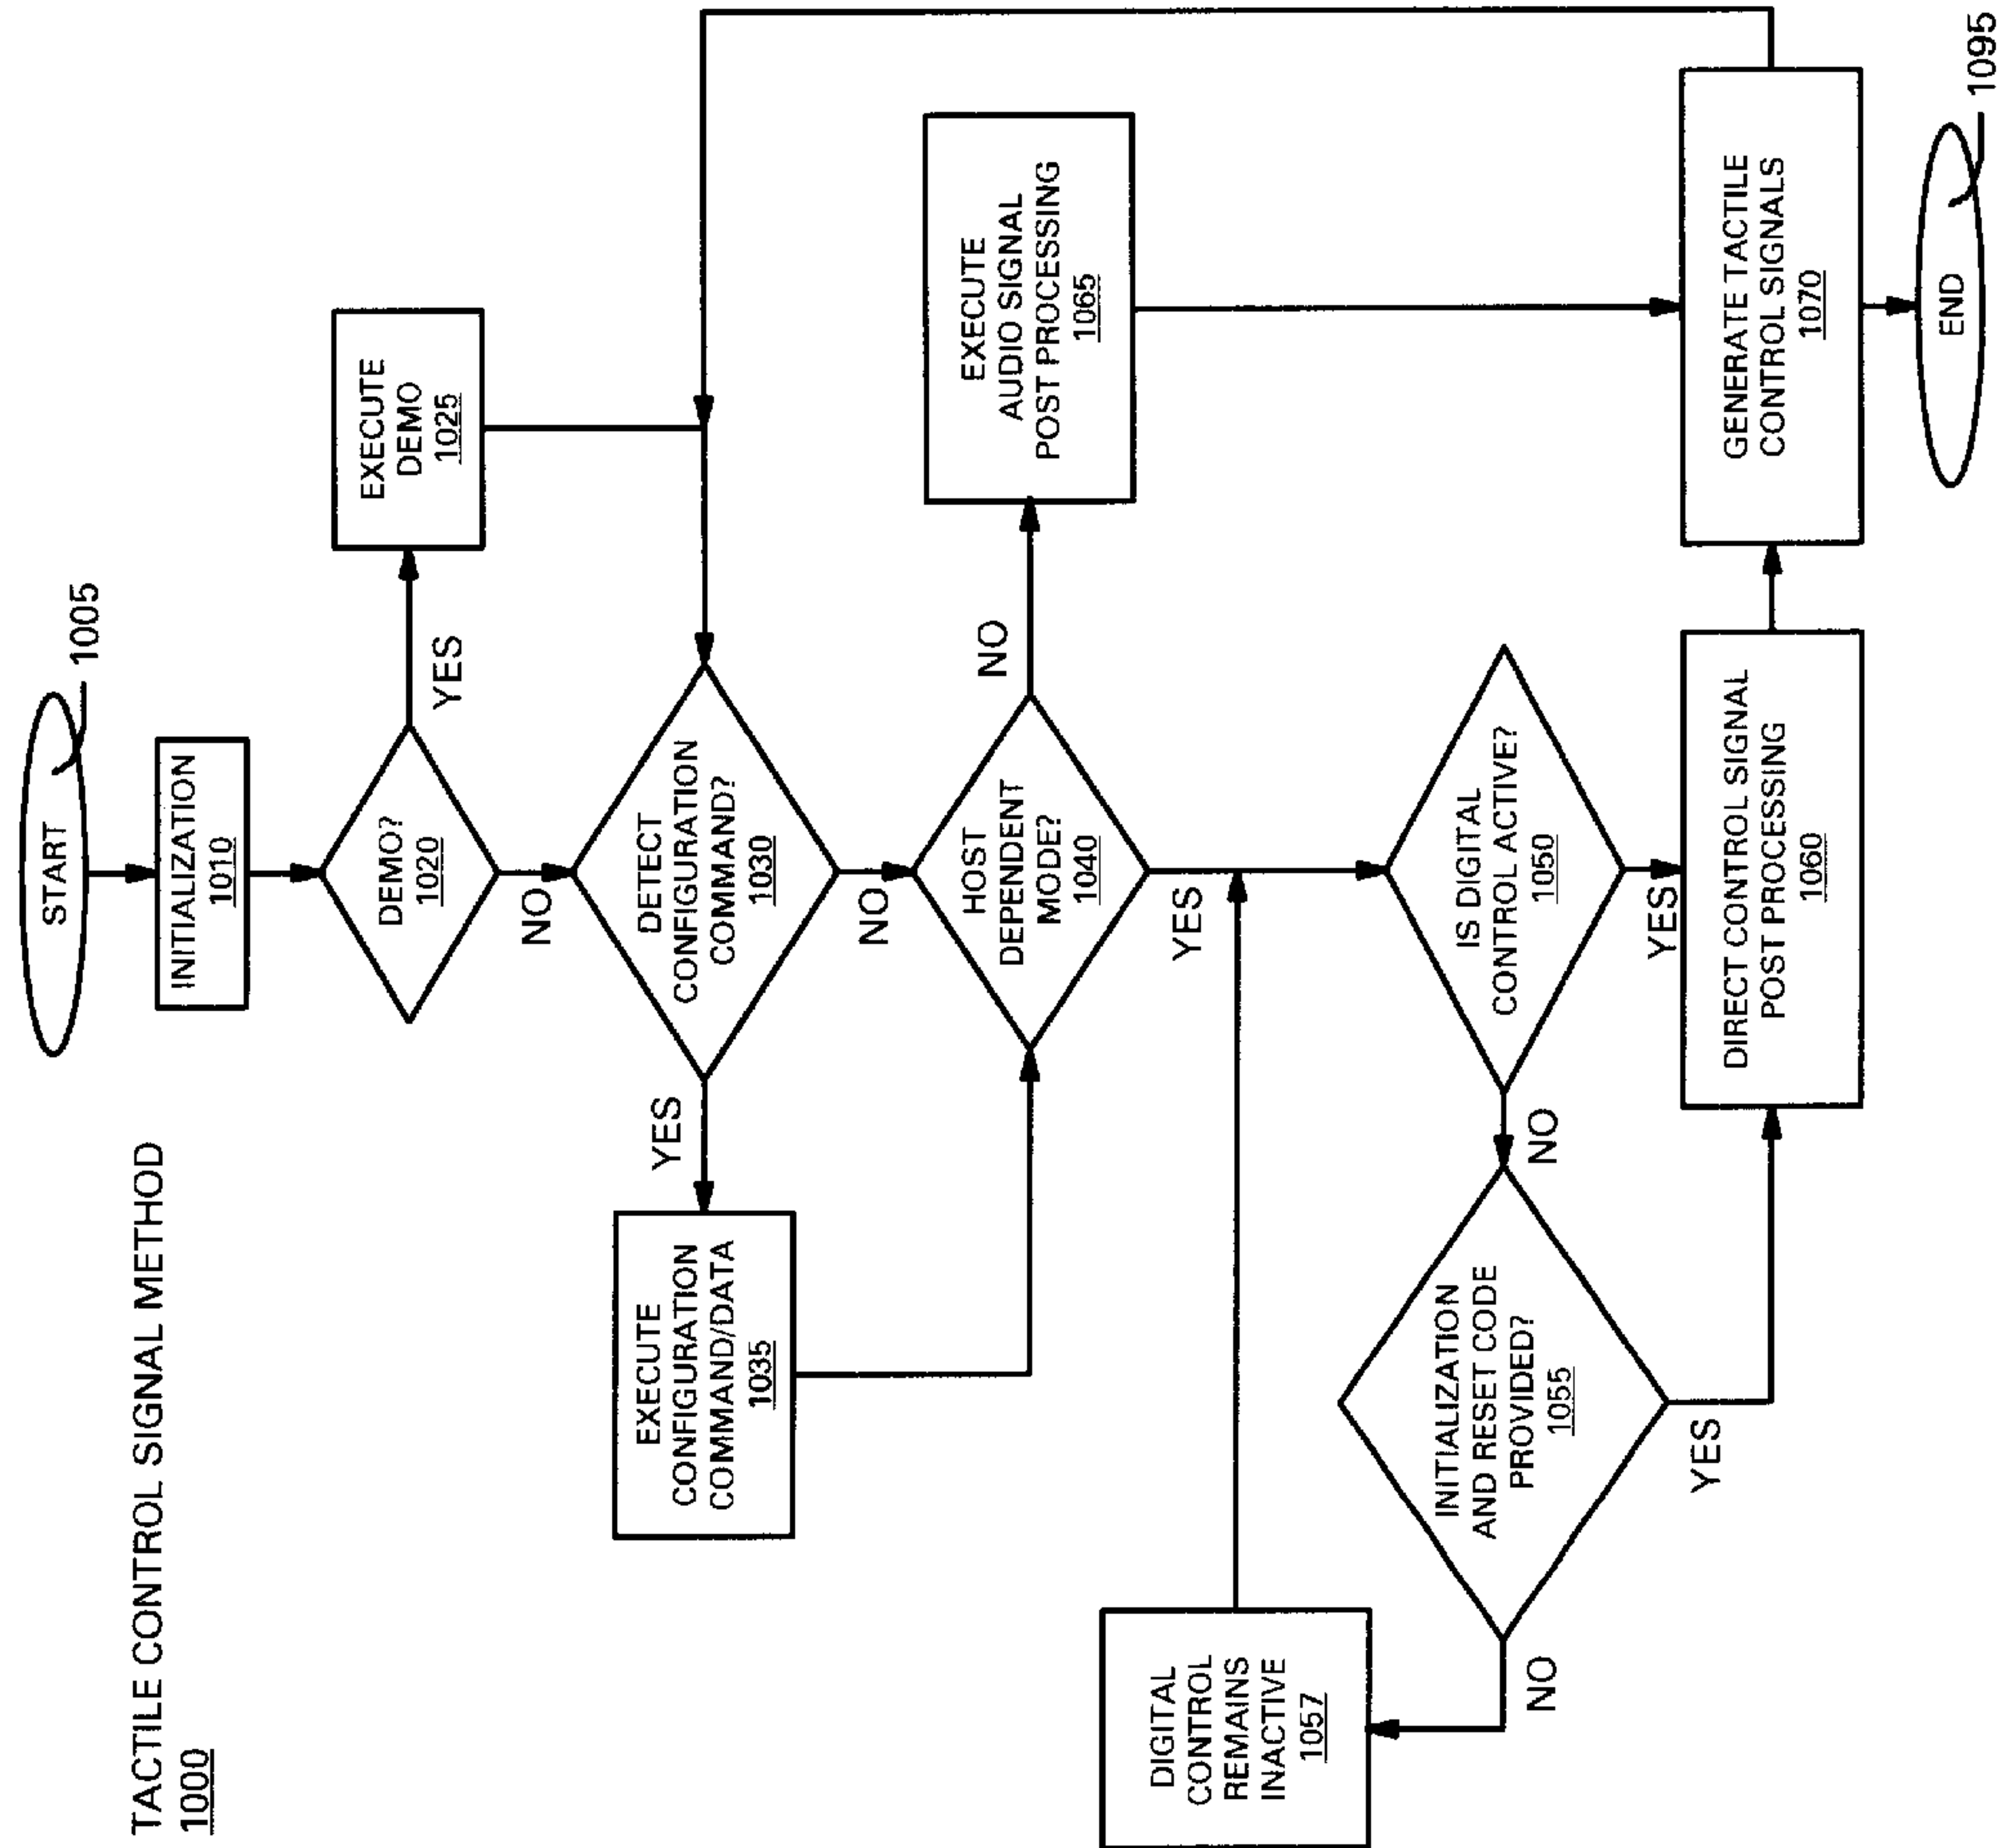 TACTILE CONTROL SIGNAL METHOD
1000
START
1005
INITIALIZATION
1010
DEMO?
1020
YES
EXECUTE
DEMO
1025
NO
DETECT
CONFIGURATION
COMMAND?
1030
YES
EXECUTE
CONFIGURATION
COMMAND/DATA
1035
NO
HOST
DEPENDENT
MODE?
1040
NO
EXECUTE
AUDIO SIGNAL
POST PROCESSING
1065
YES
IS DIGITAL
CONTROL ACTIVE?
1050
NO
INITIALIZATION
AND RESET CODE
PROVIDED?
1055
NO
DIGITAL
CONTROL
REMAINS
INACTIVE
1057
YES
YES
DIRECT CONTROL SIGNAL
POST PROCESSING
1060
GENERATE TACTILE
CONTROL SIGNALS
1070
END
1095